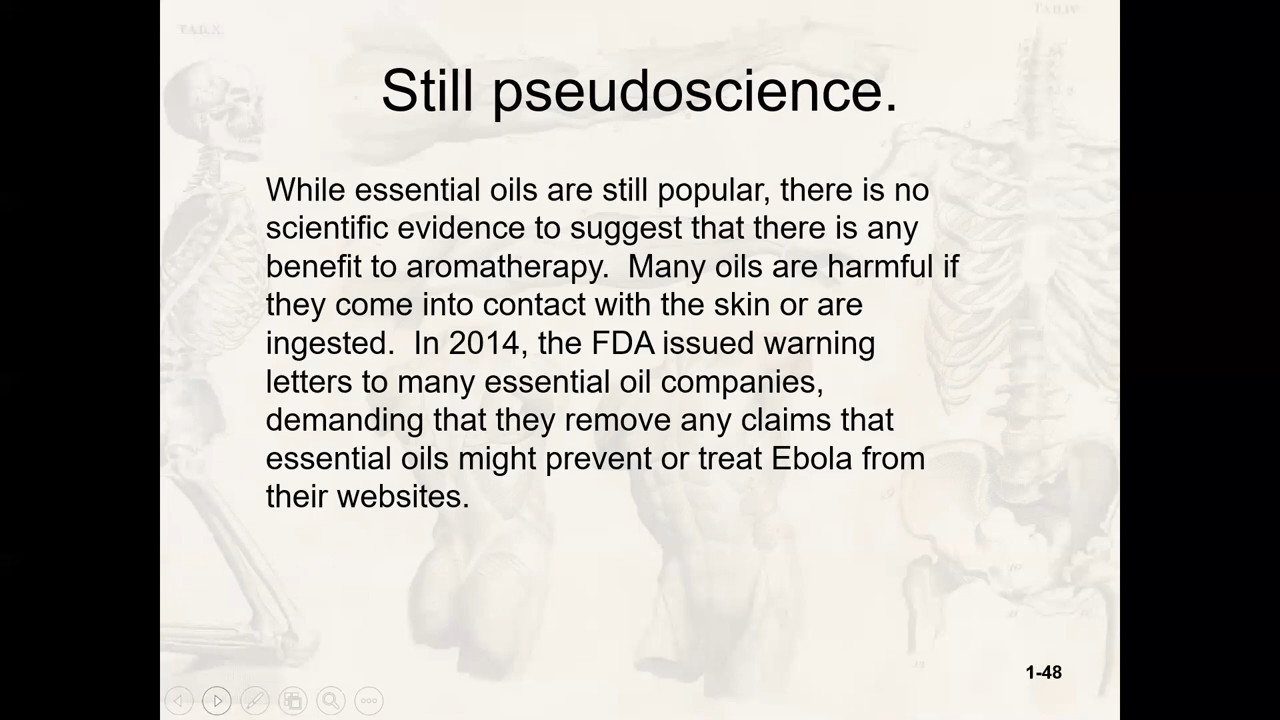 Still pseudoscience.
While essential oils are still popular, there is no
scientific evidence to suggest that there is any
benefit to aromatherapy.  Many oils are harmful if
they come into contact with the skin or are
ingested.  In 2014, the FDA issued warning
letters to many essential oil companies,
demanding that they remove any claims that
essential oils might prevent or treat Ebola from
their websites.
1-48